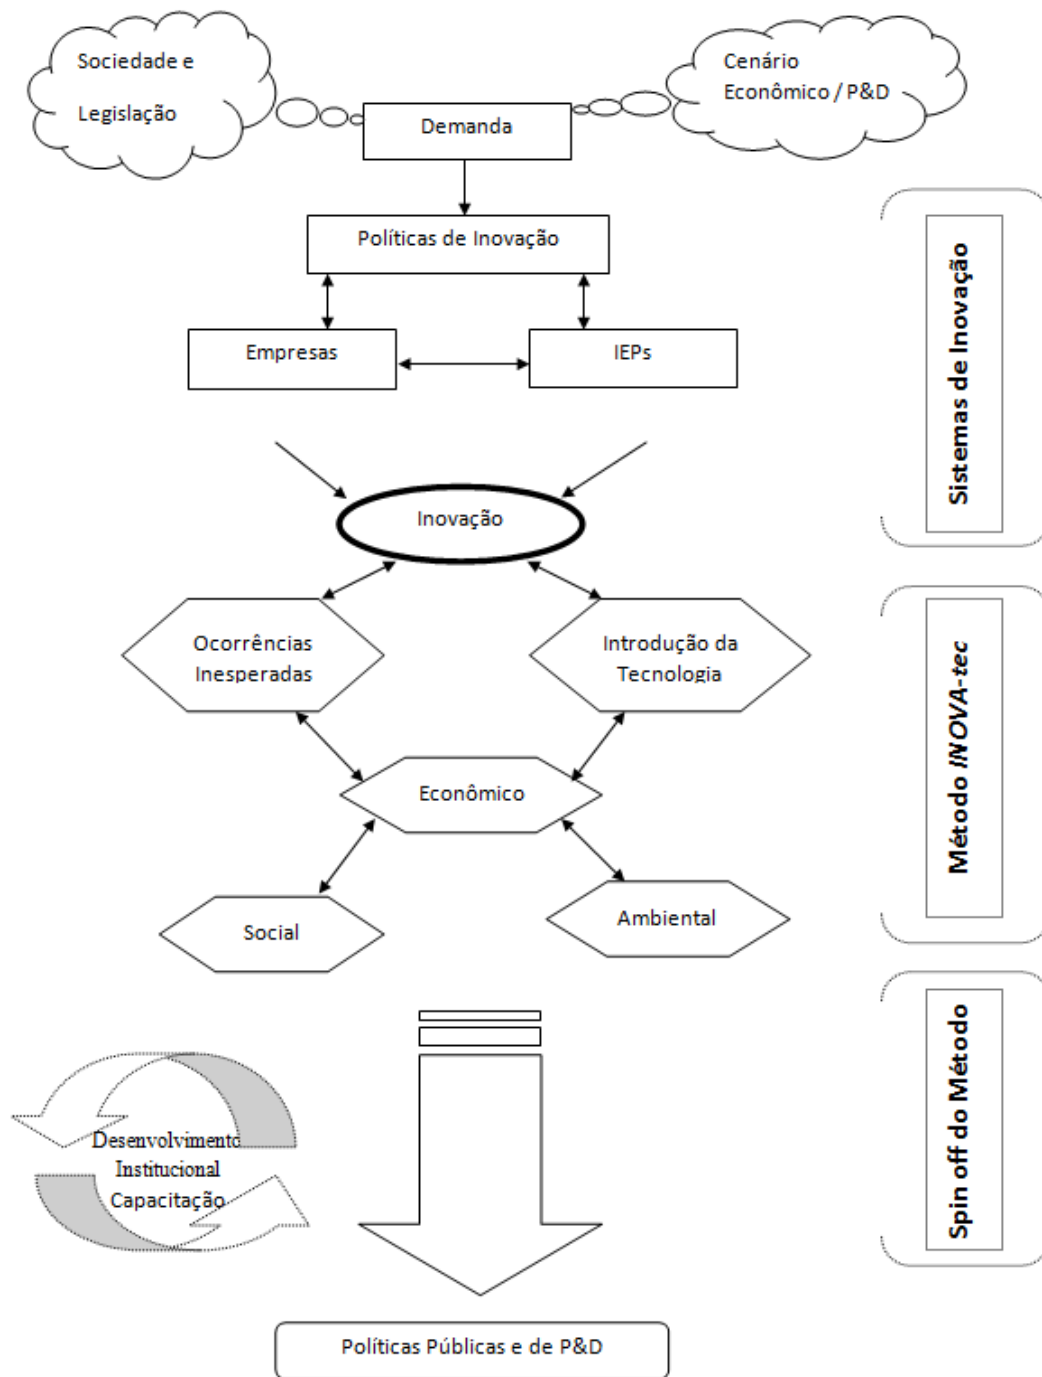 Sociedade e
Legislação
Cenário
Econômico / P&D
Demanda
Políticas de Inovação
Empresas
IEPs
Sistemas de Inovação
Inovação
Ocorrências
Inesperadas
Introdução da
Tecnologia
Método INOVA-tec
Econômico
Social
Ambiental
Spin off do Método
Desenvolvimento
Institucional
Capacitação
Políticas Públicas e de P&D